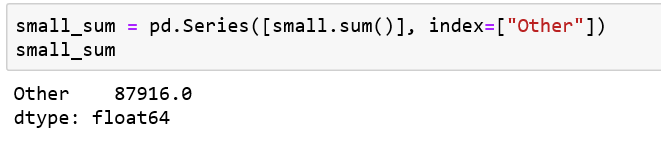 small_sum = pd.Series([small.sum()], index=["Other"])
small_sum
Other    87916.0
dtype: float64